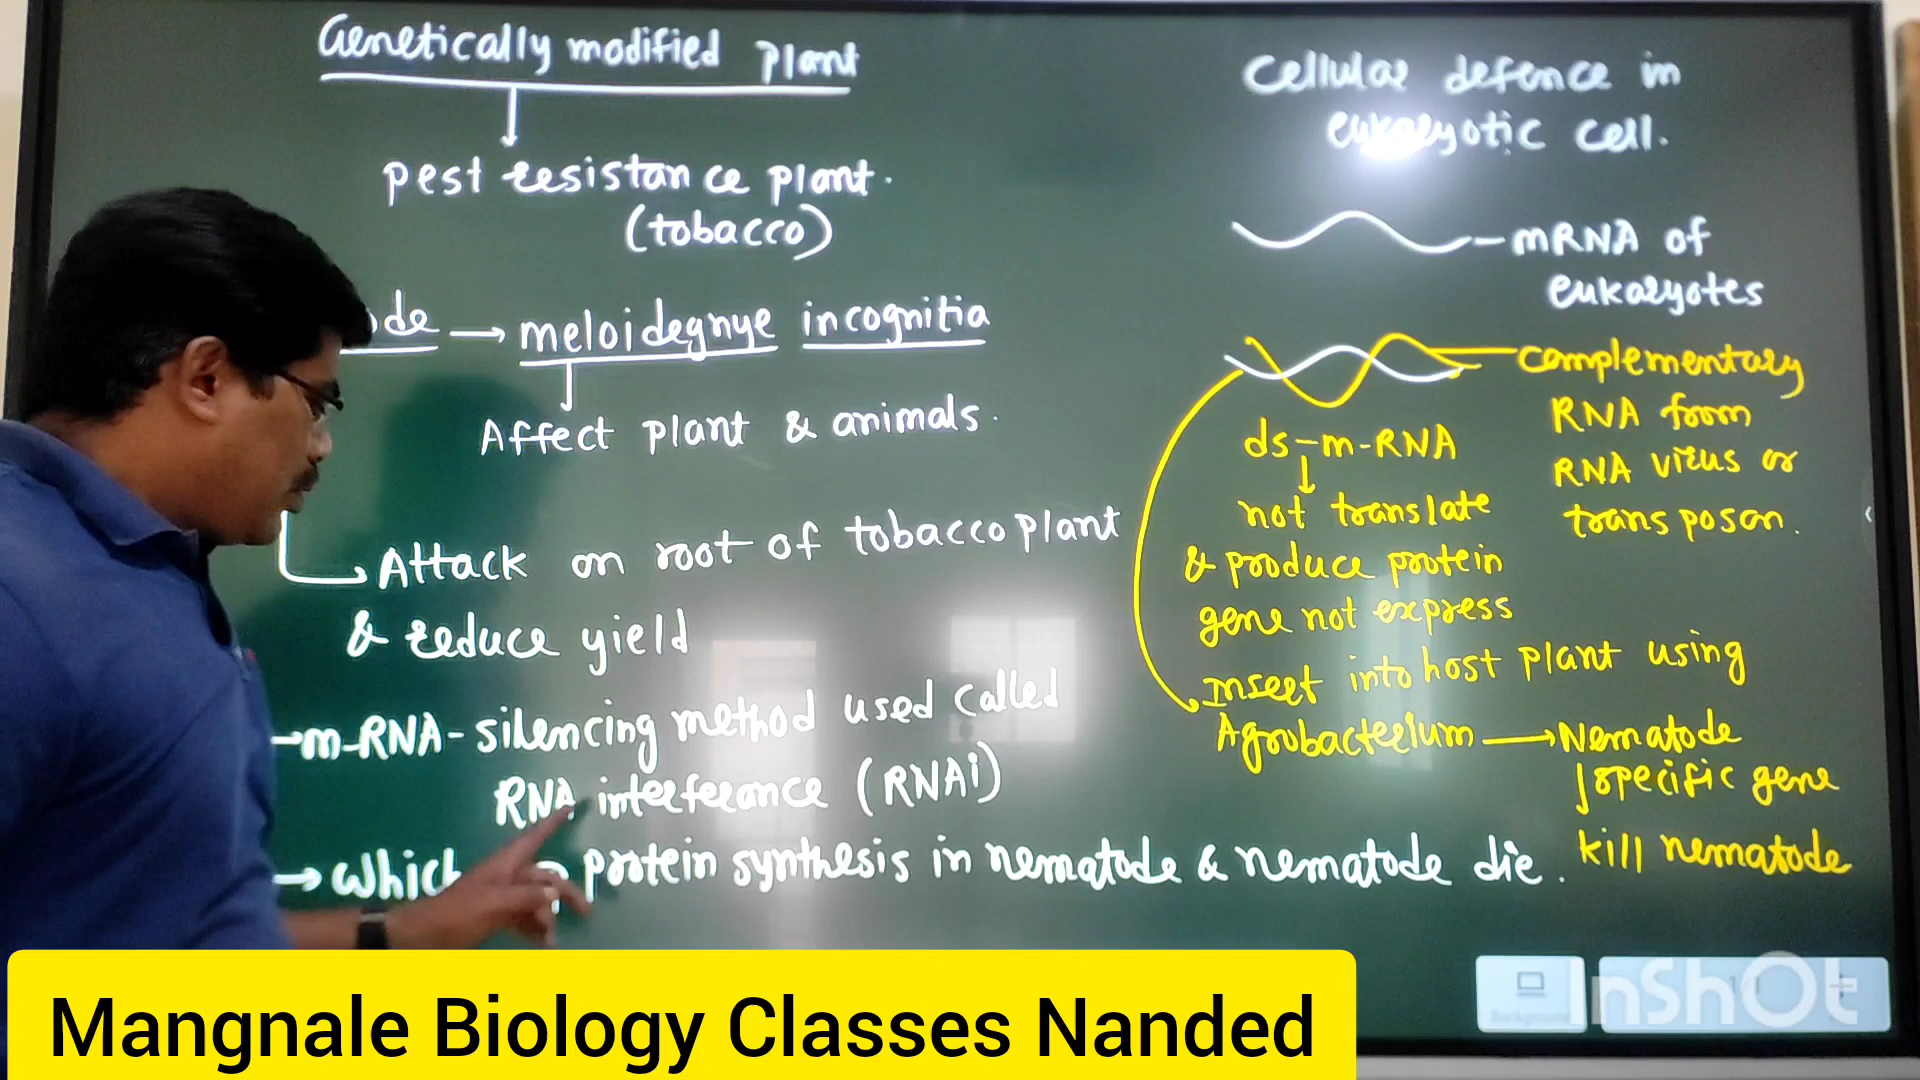 Genetically modified plant
pest resistance plant.
(tobacco)
de → meloidegnye incognitia
Affect plant & animals.
Attack on root of tobacco plant
& reduce yield
→ m-RNA - silencing method used called
RNA interferance (RNAi)
→ which protein synthesis in nematode & nematode die.
Cellular defence in
eukaryotic cell.
mRNA of
eukaryotes
complementary
RNA from
RNA virus or
transposon.
ds-m-RNA
not translate
& produce protein
gene not express
Insert into host plant using
Agrobacterium → Nematode
specific gene
kill nematode
InShOt
Mangnale Biology Classes Nanded